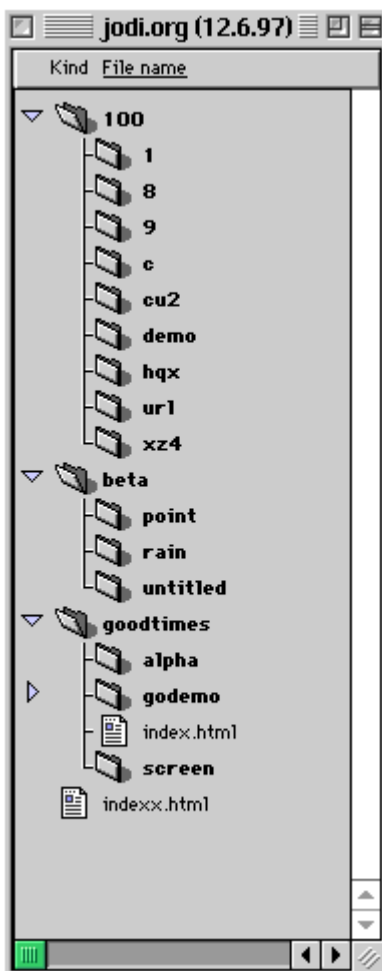 jodi.org (12.6.97)
Kind File name
100
1
8
9
c
cu2
demo
hqx
url
xz4
beta
point
rain
untitled
goodtimes
alpha
godemo
index.html
screen
indexx.html